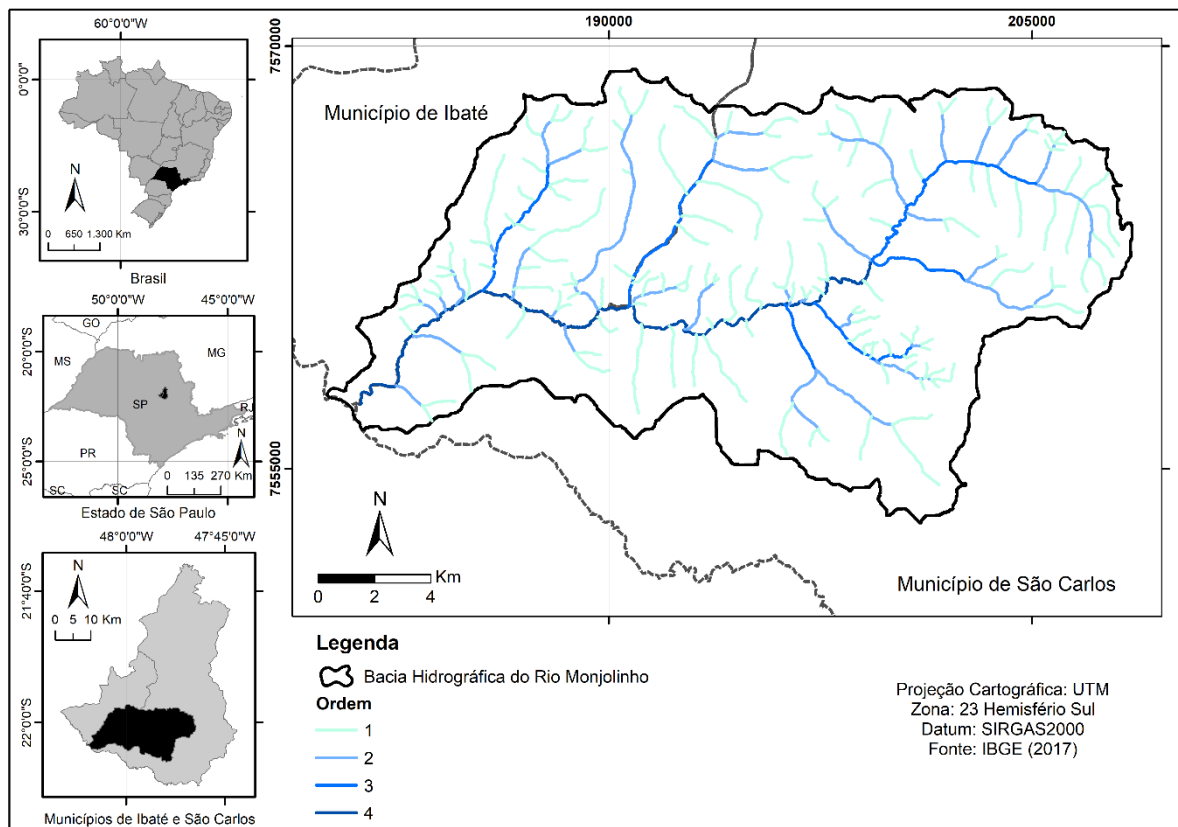 60°0'0"W
0°0'0"
30°0'0"S
N
0 650 1.300 Km
Brasil
50°0'0"W 45°0'0"W
20°0'0"S
25°0'0"S
GO
MS
MG
SP
RJ
PR
SC
SC
N
0 135 270 Km
Estado de São Paulo
48°0'0"W 47°45'0"W
21°40'0"S
22°0'0"S
N
0 5 10 Km
Municípios de Ibaté e São Carlos
190000 205000
7570000
7555000
Município de Ibaté
Município de São Carlos
N
Km
0 2 4
Legenda
Bacia Hidrográfica do Rio Monjolinho
Ordem
1
2
3
4
Projeção Cartográfica: UTM
Zona: 23 Hemisfério Sul
Datum: SIRGAS2000
Fonte: IBGE (2017)